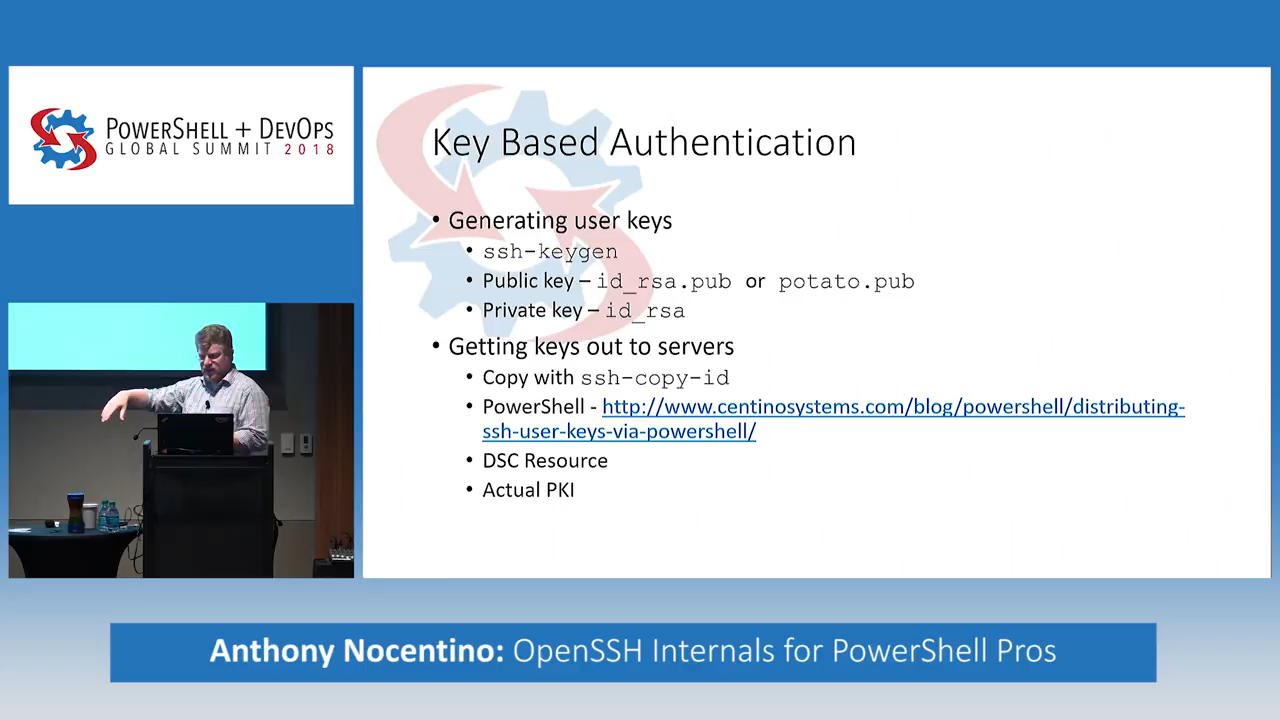 POWERSHELL + DEVOPS
GLOBAL SUMMIT 2018
Key Based Authentication
• Generating user keys
• ssh-keygen
• Public key – id_rsa.pub or potato.pub
• Private key – id_rsa
• Getting keys out to servers
• Copy with ssh-copy-id
• PowerShell - http://www.centinosystems.com/blog/powershell/distributing-
ssh-user-keys-via-powershell/
• DSC Resource
• Actual PKI
Anthony Nocentino: OpenSSH Internals for PowerShell Pros